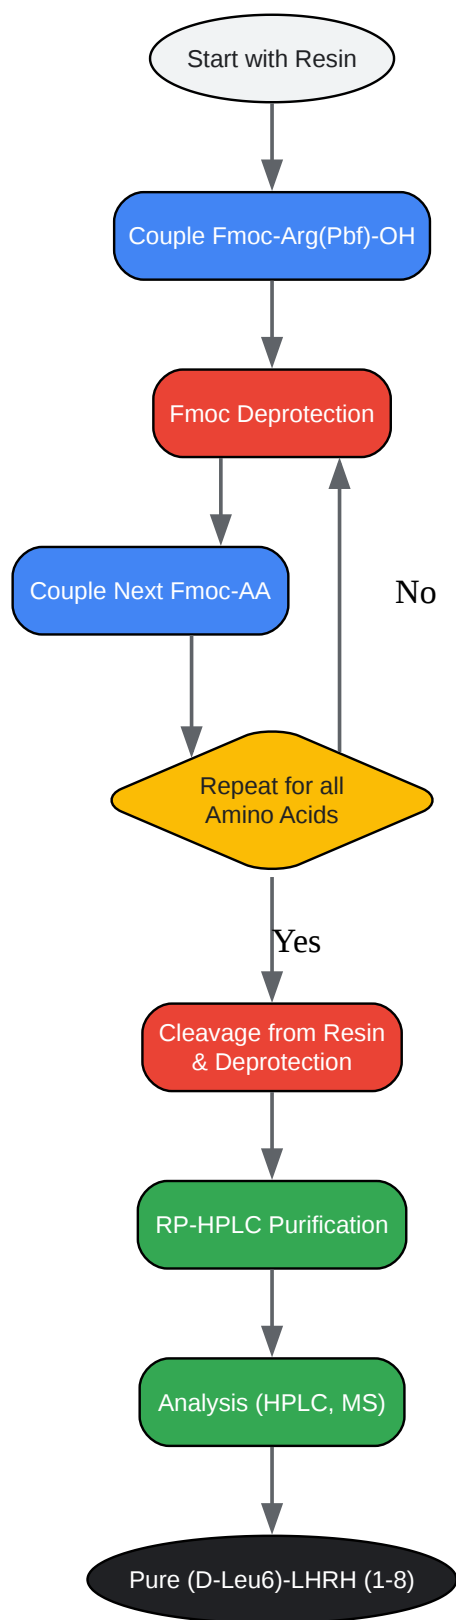 Start with Resin
Couple Fmoc-Arg(Pbf)-OH
Fmoc Deprotection
Couple Next Fmoc-AA
No
Repeat for all
Amino Acids
Yes
Cleavage from Resin
& Deprotection
RP-HPLC Purification
Analysis (HPLC, MS)
Pure (D-Leu6)-LHRH (1-8)